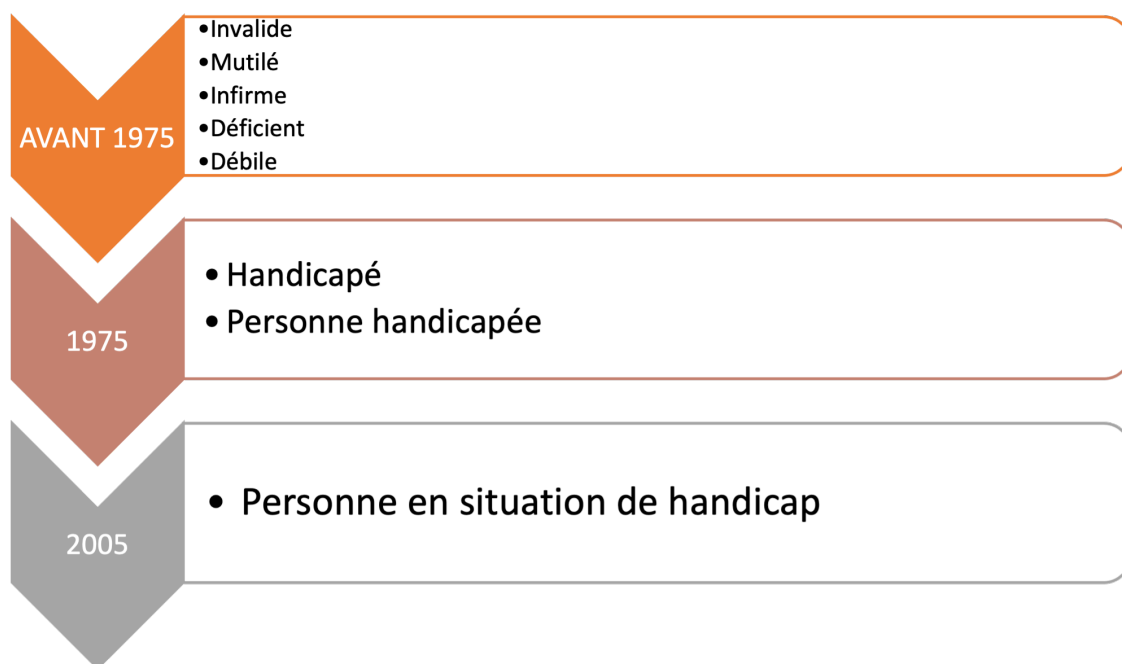 AVANT 1975
•Invalide
•Mutilé
•Infirme
•Déficient
•Débile
1975
• Handicapé
• Personne handicapée
2005
• Personne en situation de handicap